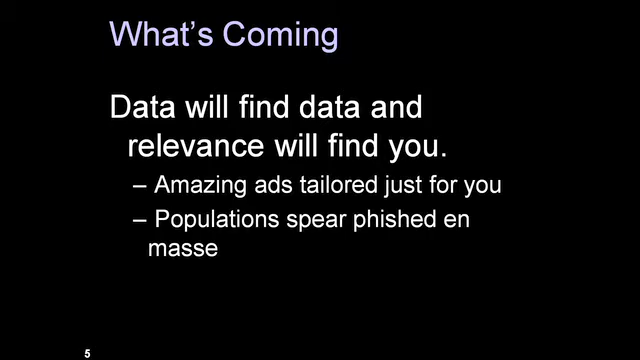 What’s Coming
Data will find data and
relevance will find you.
– Amazing ads tailored just for you
– Populations spear phished en
masse
5